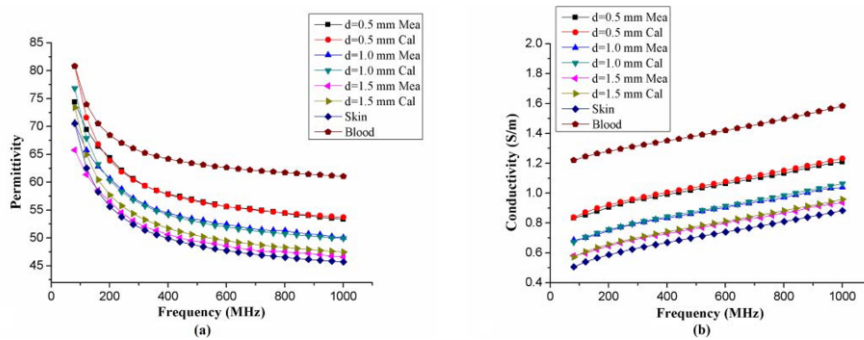 d=0.5 mm Mea
d=0.5 mm Cal
d=1.0 mm Mea
d=1.0 mm Cal
d=1.5 mm Mea
d=1.5 mm Cal
Skin
Blood
Permittivity
85
80
75
70
65
60
55
50
45
0
200
400
600
800
1000
Frequency (MHz)
(a)
d=0.5 mm Mea
d=0.5 mm Cal
d=1.0 mm Mea
d=1.0 mm Cal
d=1.5 mm Mea
d=1.5 mm Cal
Skin
Blood
Conductivity (S/m)
2.0
1.8
1.6
1.4
1.2
1.0
0.8
0.6
0.4
0
200
400
600
800
1000
Frequency (MHz)
(b)